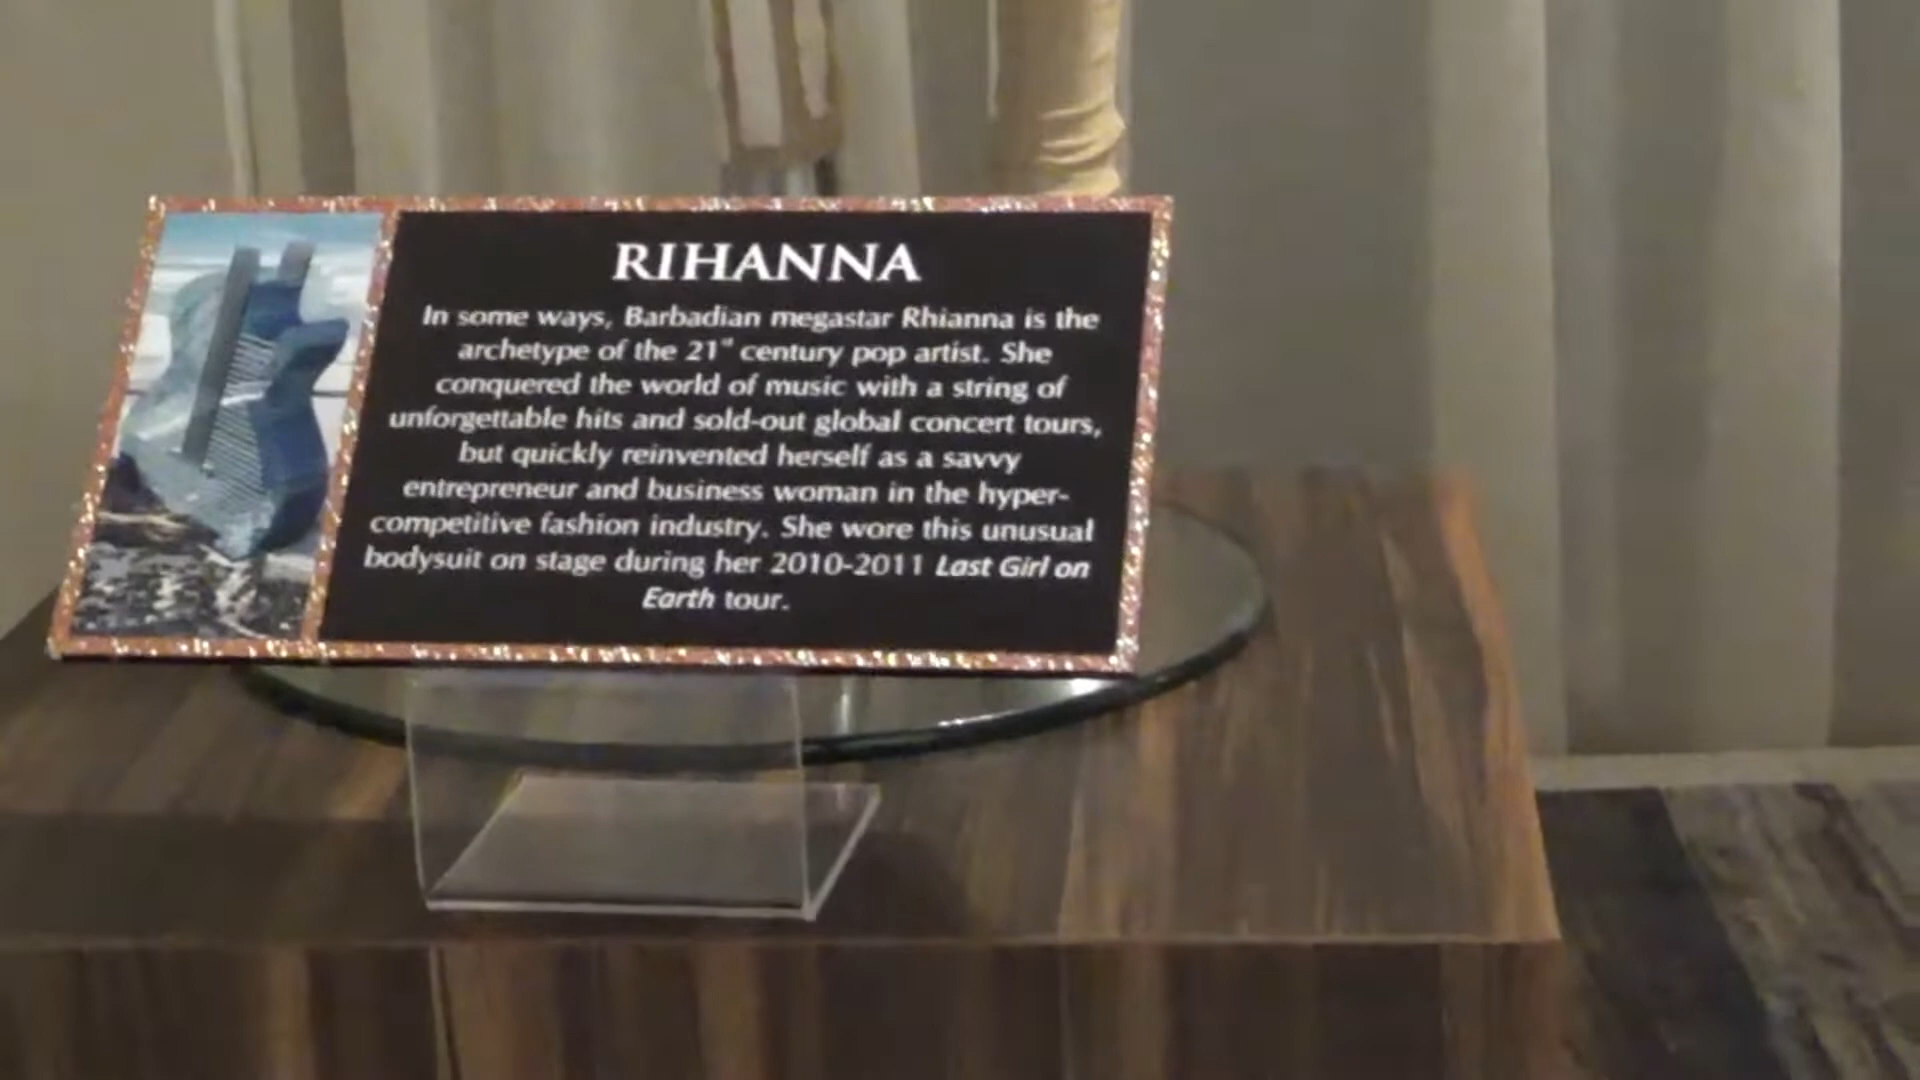 RIHANNA
In some ways, Barbadian megastar Rhianna is the
archetype of the 21st century pop artist. She
conquered the world of music with a string of
unforgettable hits and sold-out global concert tours,
but quickly reinvented herself as a savvy
entrepreneur and business woman in the hyper-
competitive fashion industry. She wore this unusual
bodysuit on stage during her 2010-2011 Last Girl on
Earth tour.